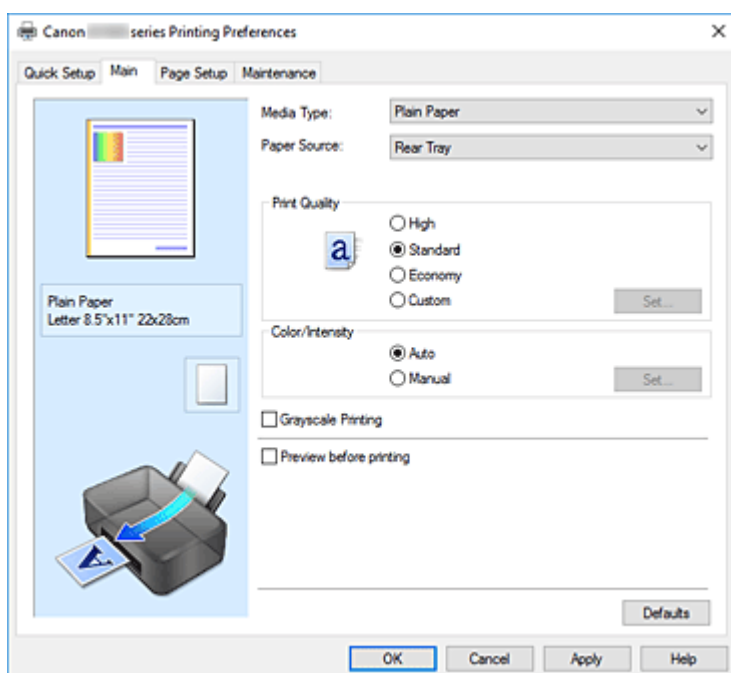 Canon series Printing Preferences
Quick Setup Main Page Setup Maintenance
Media Type: Plain Paper
Paper Source: Rear Tray
Print Quality
a
High
Standard
Economy
Custom Set...
Plain Paper
Letter 8.5"x11" 22x28cm
Color/Intensity
Auto
Manual Set...
Grayscale Printing
Preview before printing
A
Defaults
OK Cancel Apply Help